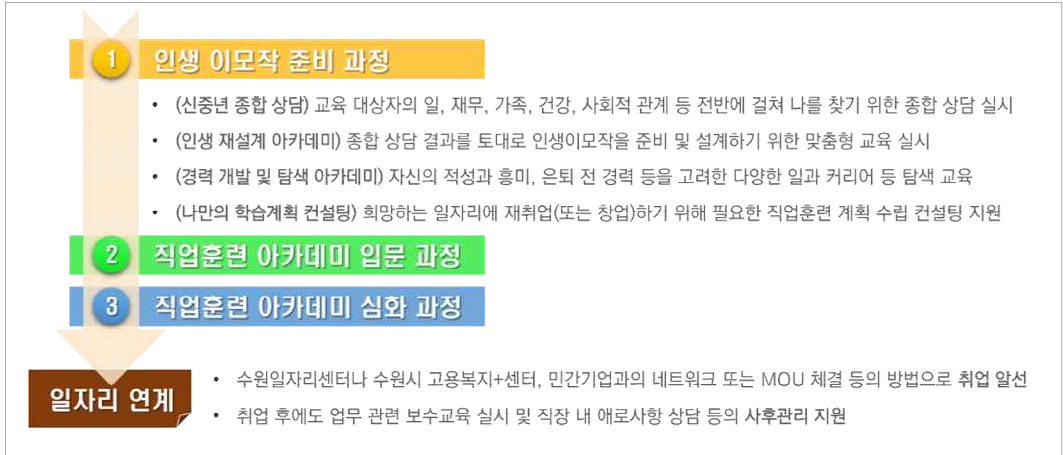 1 인생 이모작 준비 과정
• (신중년 종합 상담) 교육 대상자의 일, 재무, 가족, 건강, 사회적 관계 등 전반에 걸쳐 나를 찾기 위한 종합 상담 실시
• (인생 재설계 아카데미) 종합 상담 결과를 토대로 인생이모작을 준비 및 설계하기 위한 맞춤형 교육 실시
• (경력 개발 및 탐색 아카데미) 자신의 적성과 흥미, 은퇴 전 경력 등을 고려한 다양한 일과 커리어 등 탐색 교육
• (나만의 학습계획 컨설팅) 희망하는 일자리에 재취업(또는 창업)하기 위해 필요한 직업훈련 계획 수립 컨설팅 지원
2 직업훈련 아카데미 입문 과정
3 직업훈련 아카데미 심화 과정
일자리 연계
• 수원일자리센터나 수원시 고용복지+센터, 민간기업과의 네트워크 또는 MOU 체결 등의 방법으로 취업 알선
• 취업 후에도 업무 관련 보수교육 실시 및 직장 내 애로사항 상담 등의 사후관리 지원